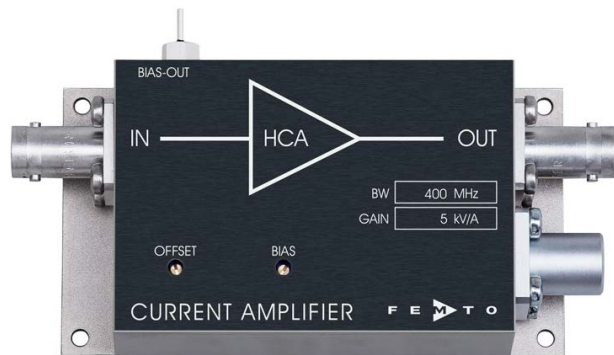 BIAS-OUT
IN HCA OUT
BW 400 MHz
GAIN 5 kV/A
OFFSET BIAS
CURRENT AMPLIFIER FEMTO